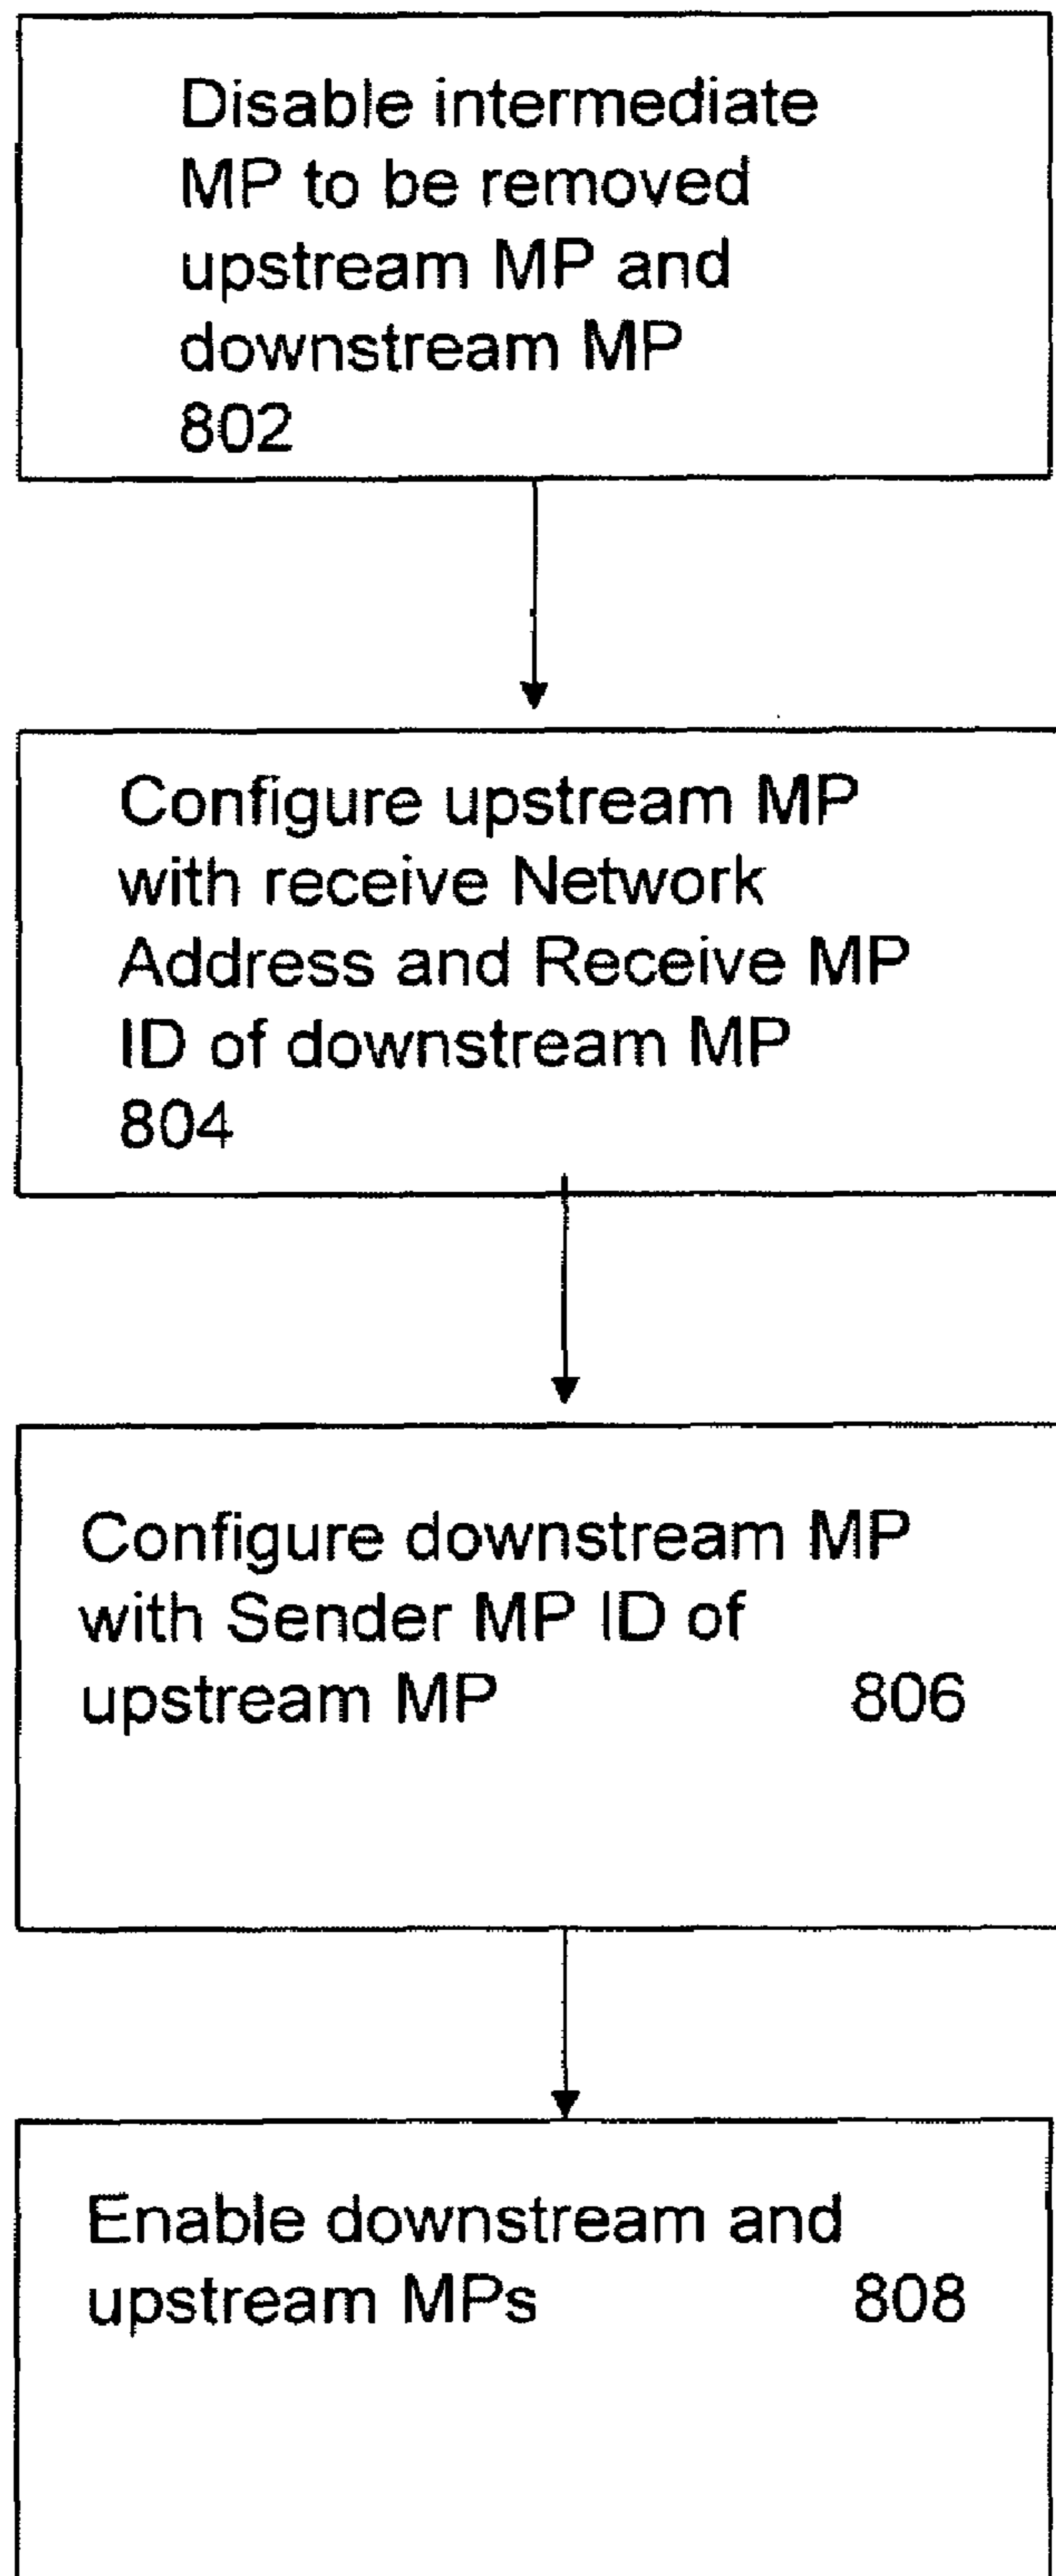 Disable intermediate
MP to be removed
upstream MP and
downstream MP
802
Configure upstream MP
with receive Network
Address and Receive MP
ID of downstream MP
804
Configure downstream MP
with Sender MP ID of
upstream MP 806
Enable downstream and
upstream MPs 808